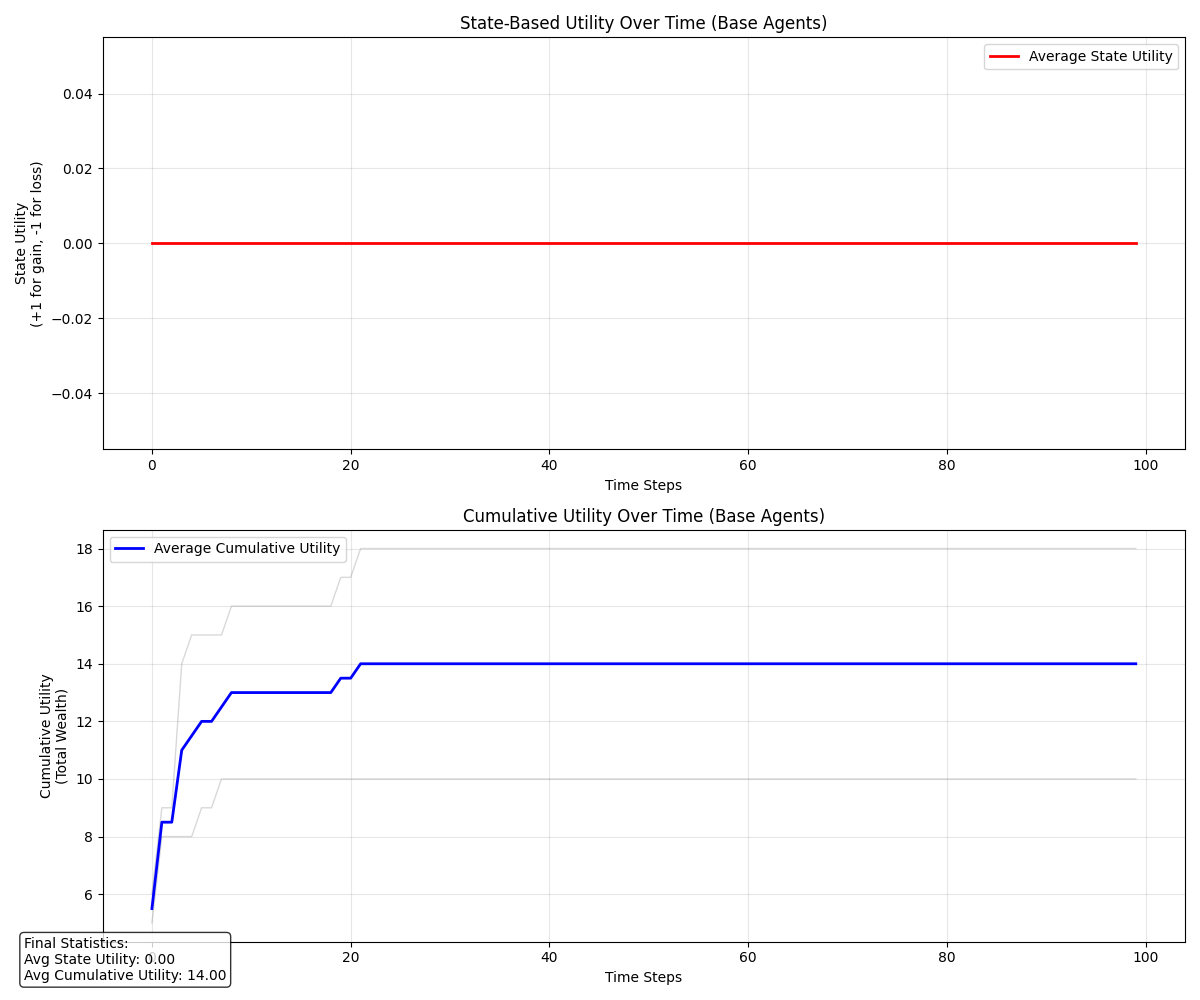 State-Based Utility Over Time (Base Agents)
Average State Utility
0.04
0.02
0.00
−0.02
−0.04
State Utility
(+1 for gain, -1 for loss)
0 20 40 60 80 100
Time Steps
Cumulative Utility Over Time (Base Agents)
Average Cumulative Utility
18
16
14
12
10
8
6
Cumulative Utility
(Total Wealth)
20 40 60 80 100
Time Steps
Final Statistics:
Avg State Utility: 0.00
Avg Cumulative Utility: 14.00